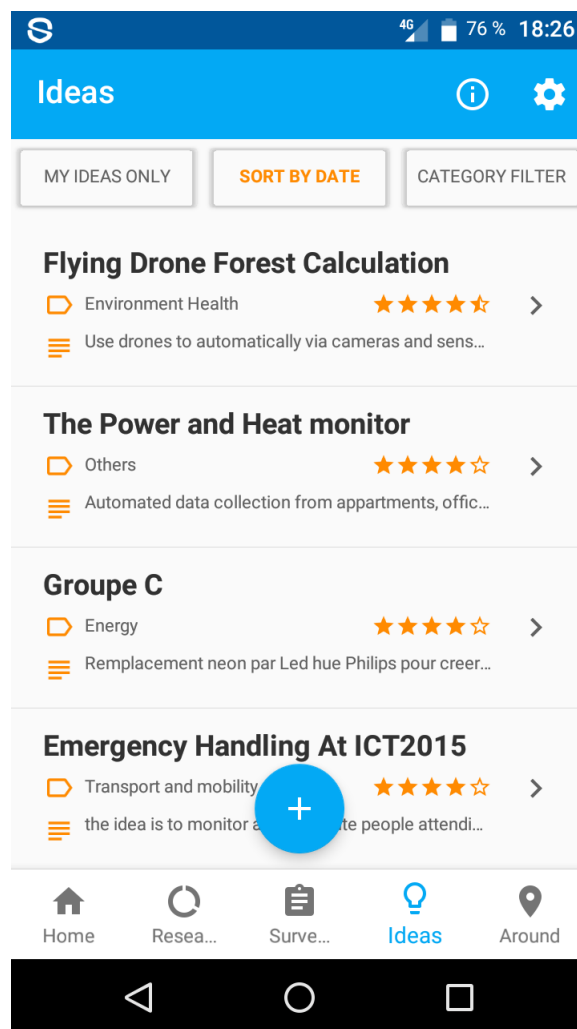 4G 76 % 18:26
Ideas
MY IDEAS ONLY SORT BY DATE CATEGORY FILTER
Flying Drone Forest Calculation
Environment Health
Use drones to automatically via cameras and sens...
The Power and Heat monitor
Others
Automated data collection from appartments, offic...
Groupe C
Energy
Remplacement neon par Led hue Philips pour creer...
Emergency Handling At ICT2015
Transport and mobility
the idea is to monitor people attendi...
Home Resea... Surve... Ideas Around